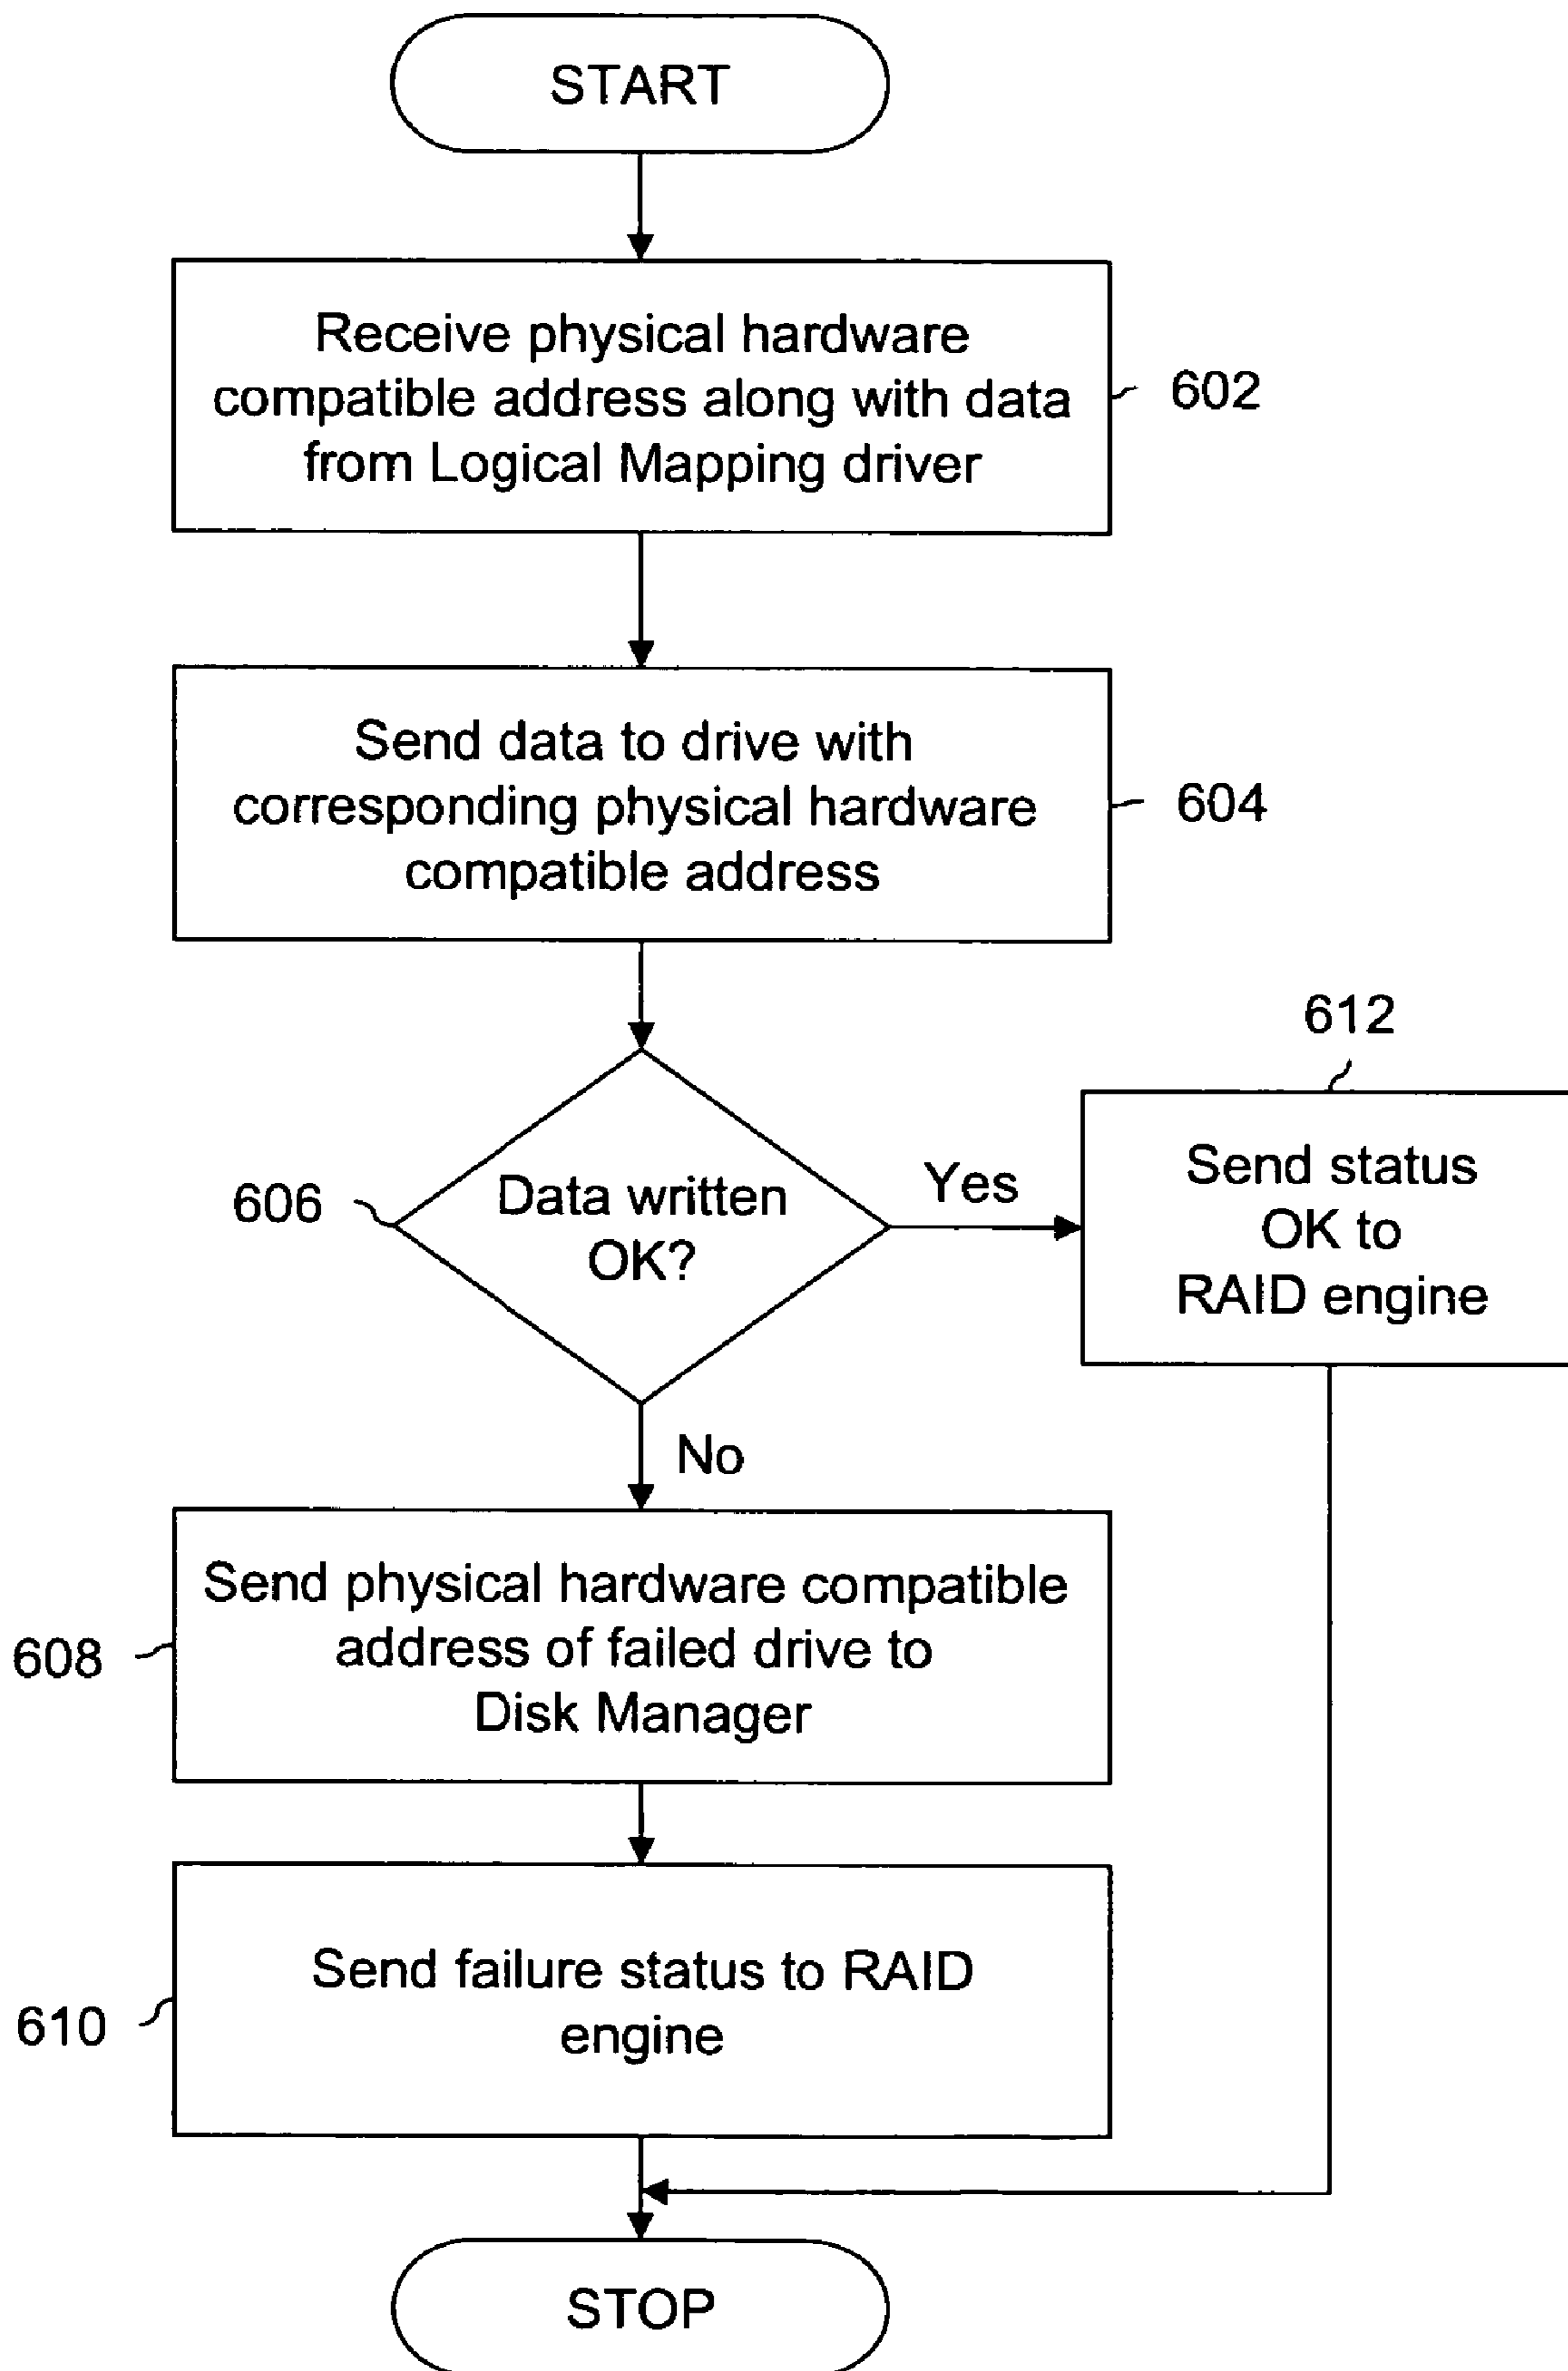 START
Receive physical hardware
compatible address along with data
from Logical Mapping driver
602
Send data to drive with
corresponding physical hardware
compatible address
604
606
Data written
OK?
Yes
612
Send status
OK to
RAID engine
No
608
Send physical hardware compatible
address of failed drive to
Disk Manager
610
Send failure status to RAID
engine
STOP